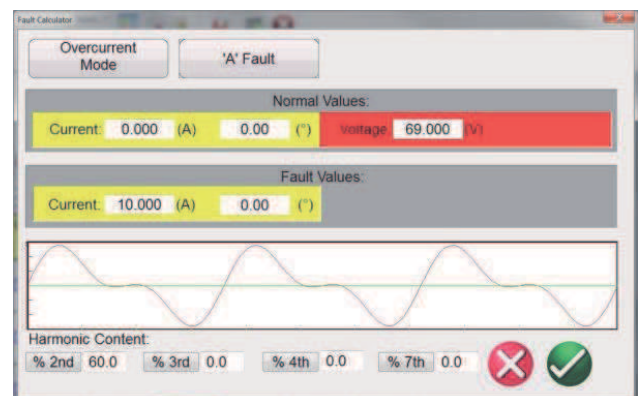 Fault Calculator
Overcurrent
Mode
'A' Fault
Normal Values:
Current: 0.000 (A) 0.00 (°) Voltage: 69.000 (V)
Fault Values:
Current: 10.000 (A) 0.00 (°)
Harmonic Content:
% 2nd 60.0 % 3rd 0.0 % 4th 0.0 % 7th 0.0